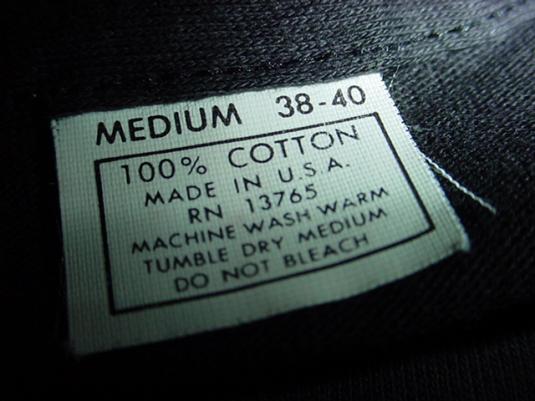 MEDIUM 38-40
100% COTTON
MADE IN U.S.A.
RN 13765
MACHINE WASH WARM
TUMBLE DRY MEDIUM
DO NOT BLEACH